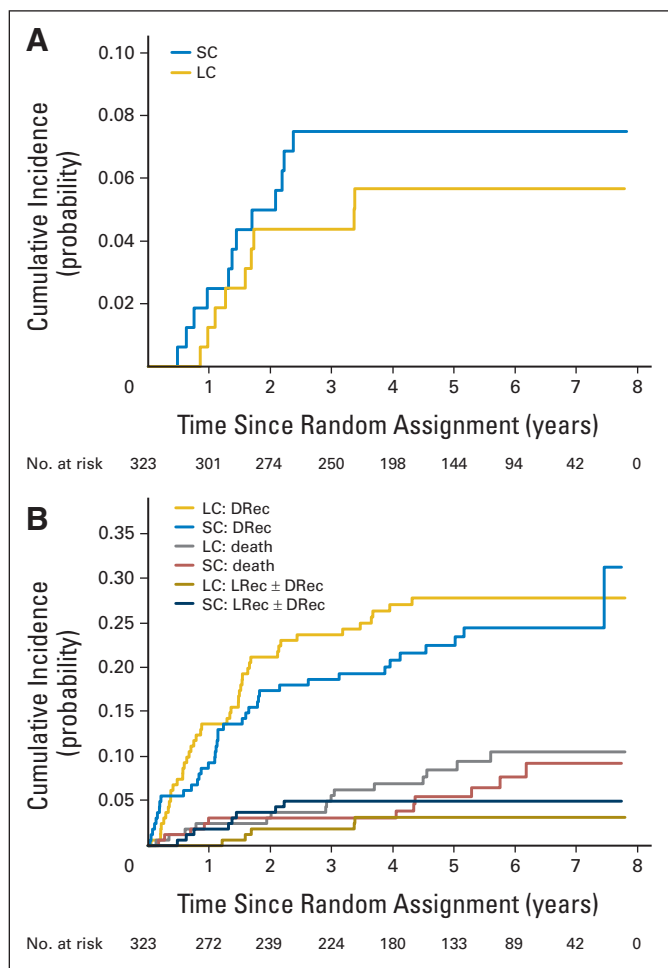 A
0.10
0.08
0.06
0.04
0.02
SC
LC
Cumulative Incidence
(probability)
0 1 2 3 4 5 6 7 8
Time Since Random Assignment (years)
No. at risk 323 301 274 250 198 144 94 42 0
B
0.35
0.30
0.25
0.20
0.15
0.10
0.05
LC: DRec
SC: DRec
LC: death
SC: death
LC: LRec ± DRec
SC: LRec ± DRec
Cumulative Incidence
(probability)
0 1 2 3 4 5 6 7 8
Time Since Random Assignment (years)
No. at risk 323 272 239 224 180 133 89 42 0